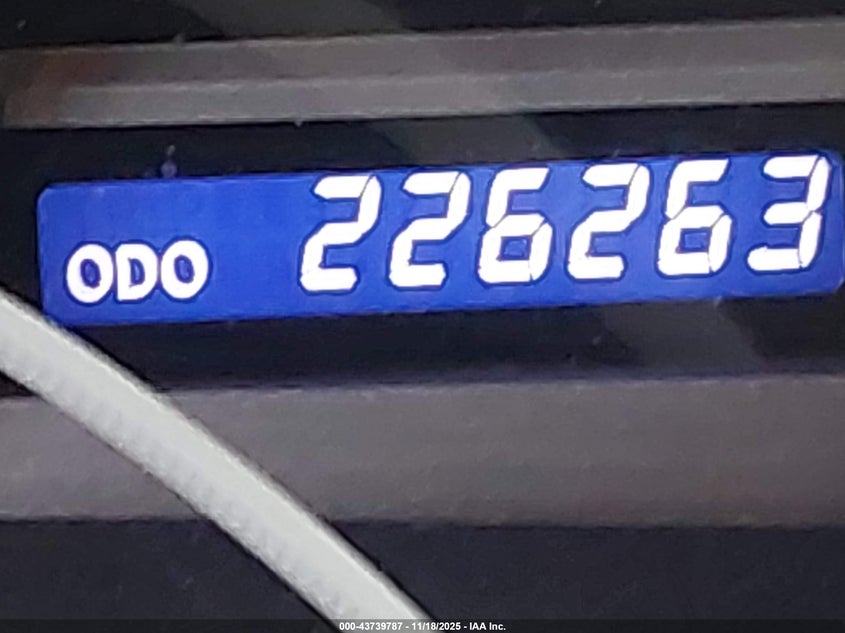 ODO 226263
000-43739787 - 11/18/2025 - IAA Inc.